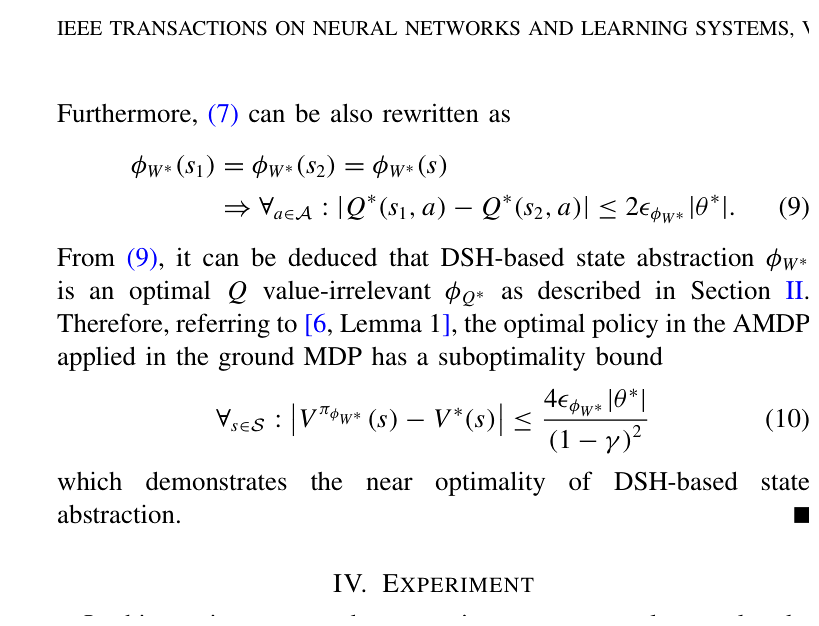 IEEE TRANSACTIONS ON NEURAL NETWORKS AND LEARNING SYSTEMS,
Furthermore, (7) can be also rewritten as
ϕ_{W*}(s₁) = ϕ_{W*}(s₂) = ϕ_{W*}(s)
⇒ ∀_{a∈𝒜} : |Q*(s₁, a) − Q*(s₂, a)| ≤ 2ϵ_{ϕ_{W*}}|θ*|. (9)
From (9), it can be deduced that DSH-based state abstraction ϕ_{W*}
is an optimal Q value-irrelevant ϕ_{Q*} as described in Section II.
Therefore, referring to [6, Lemma 1], the optimal policy in the AMDP
applied in the ground MDP has a suboptimality bound
∀_{s∈𝒮} : |V^{π_{ϕ_{W*}}}(s) − V*(s)| ≤ 4ϵ_{ϕ_{W*}}|θ*| / (1 − γ)² (10)
which demonstrates the near optimality of DSH-based state
abstraction. ■
IV. EXPERIMENT